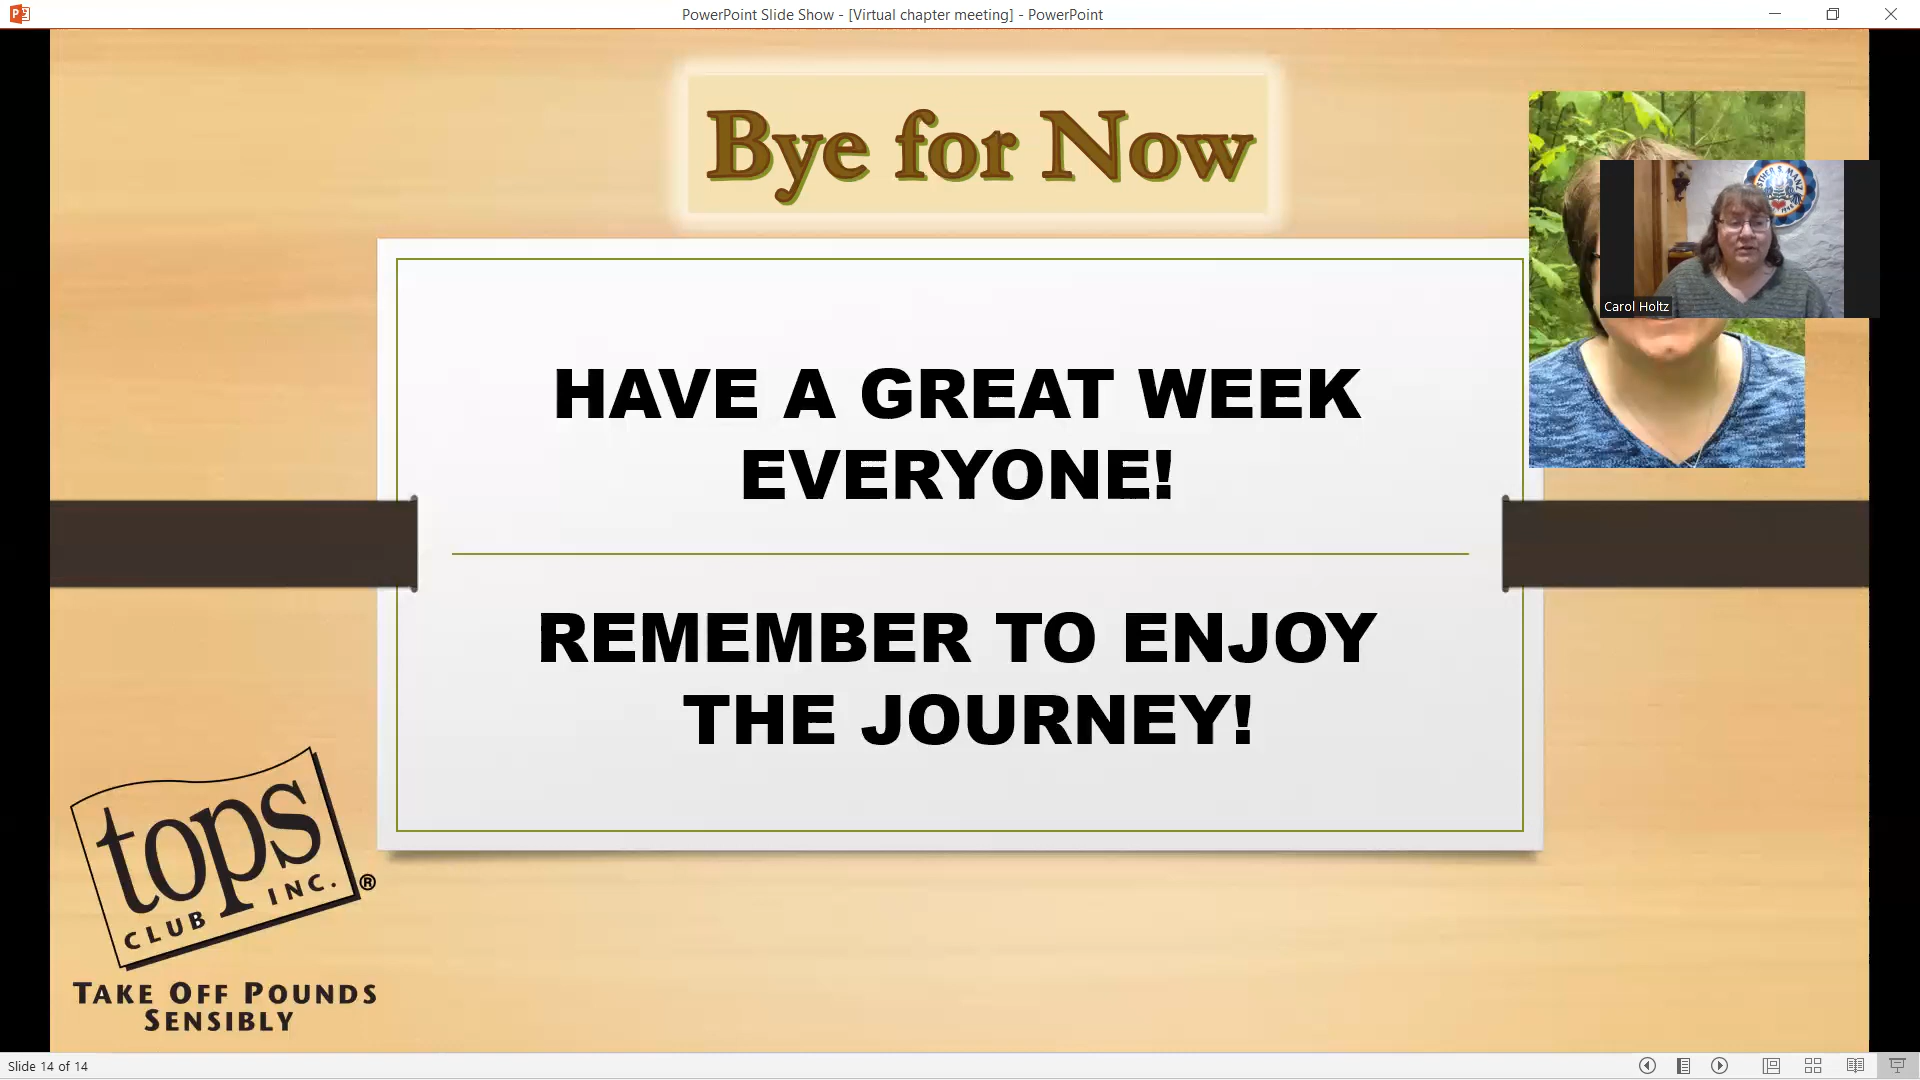 PowerPoint Slide Show - [Virtual chapter meeting] - PowerPoint
Bye for Now
HAVE A GREAT WEEK
EVERYONE!
REMEMBER TO ENJOY
THE JOURNEY!
Carol Holtz
tops
CLUB INC. ®
TAKE OFF POUNDS
SENSIBLY
Slide 14 of 14